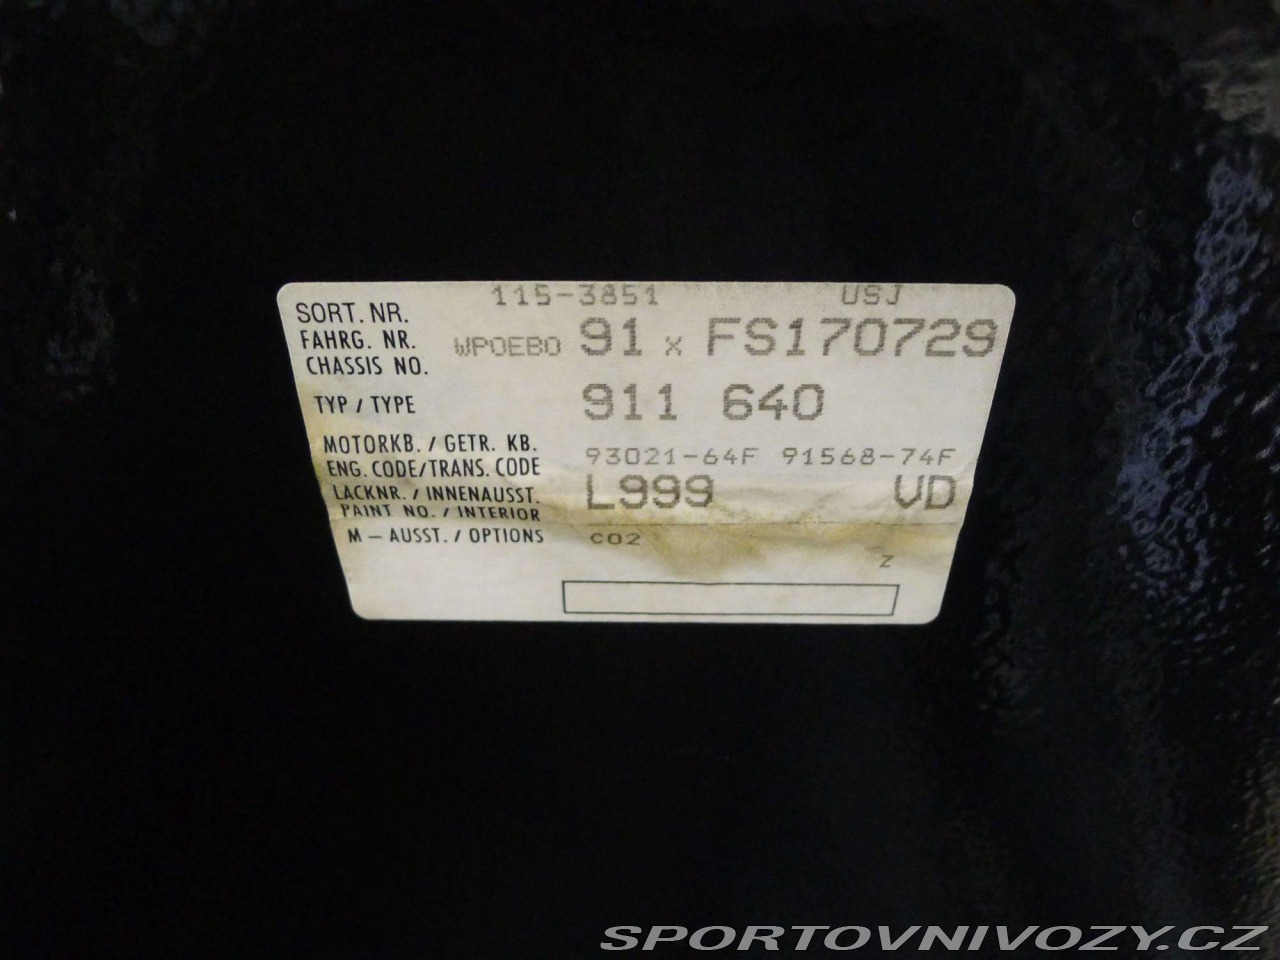 115-3851 USJ
SORT. NR.
FAHRG. NR.
CHASSIS NO.
WP0EB0 91 x FS170729
TYP / TYPE 911 640
MOTORKB. / GETR. KB.
ENG. CODE/TRANS. CODE
93021-64F 91568-74F
LACKNR. / INNENAUSST.
PAINT NO. / INTERIOR
L999 VD
M – AUSST. / OPTIONS C02
Z
SPORTOVNIVOZY.CZ